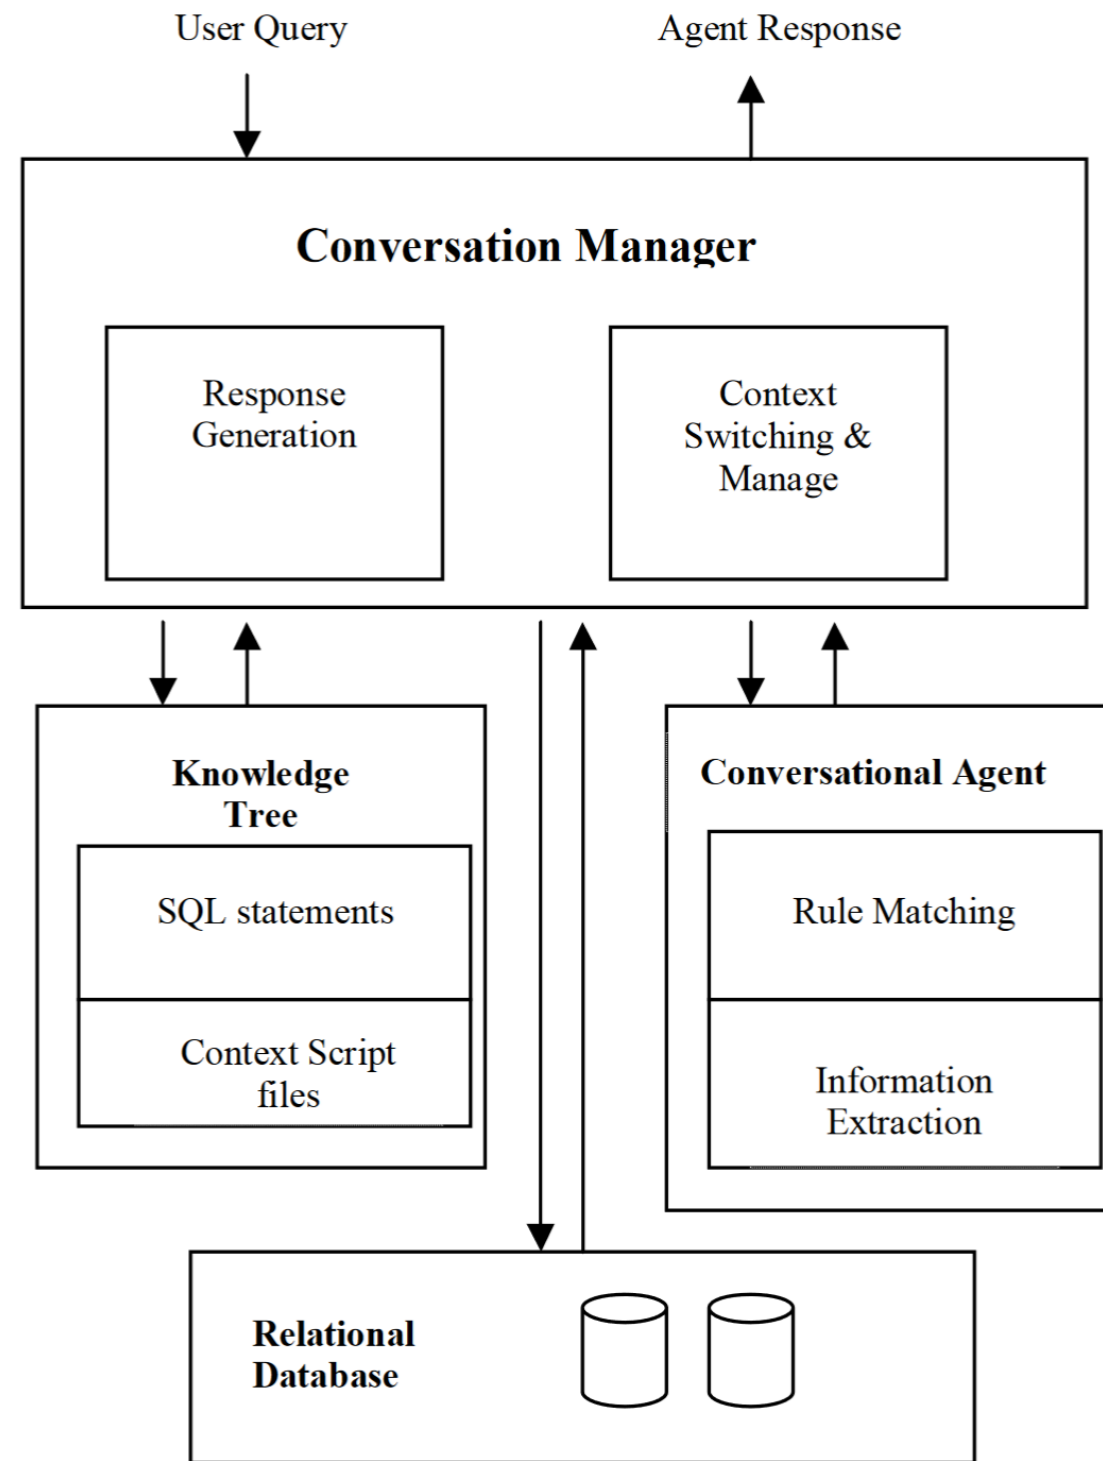 User Query
Agent Response
Conversation Manager
Response
Generation
Context
Switching &
Manage
Knowledge
Tree
SQL statements
Context Script
files
Conversational Agent
Rule Matching
Information
Extraction
Relational
Database